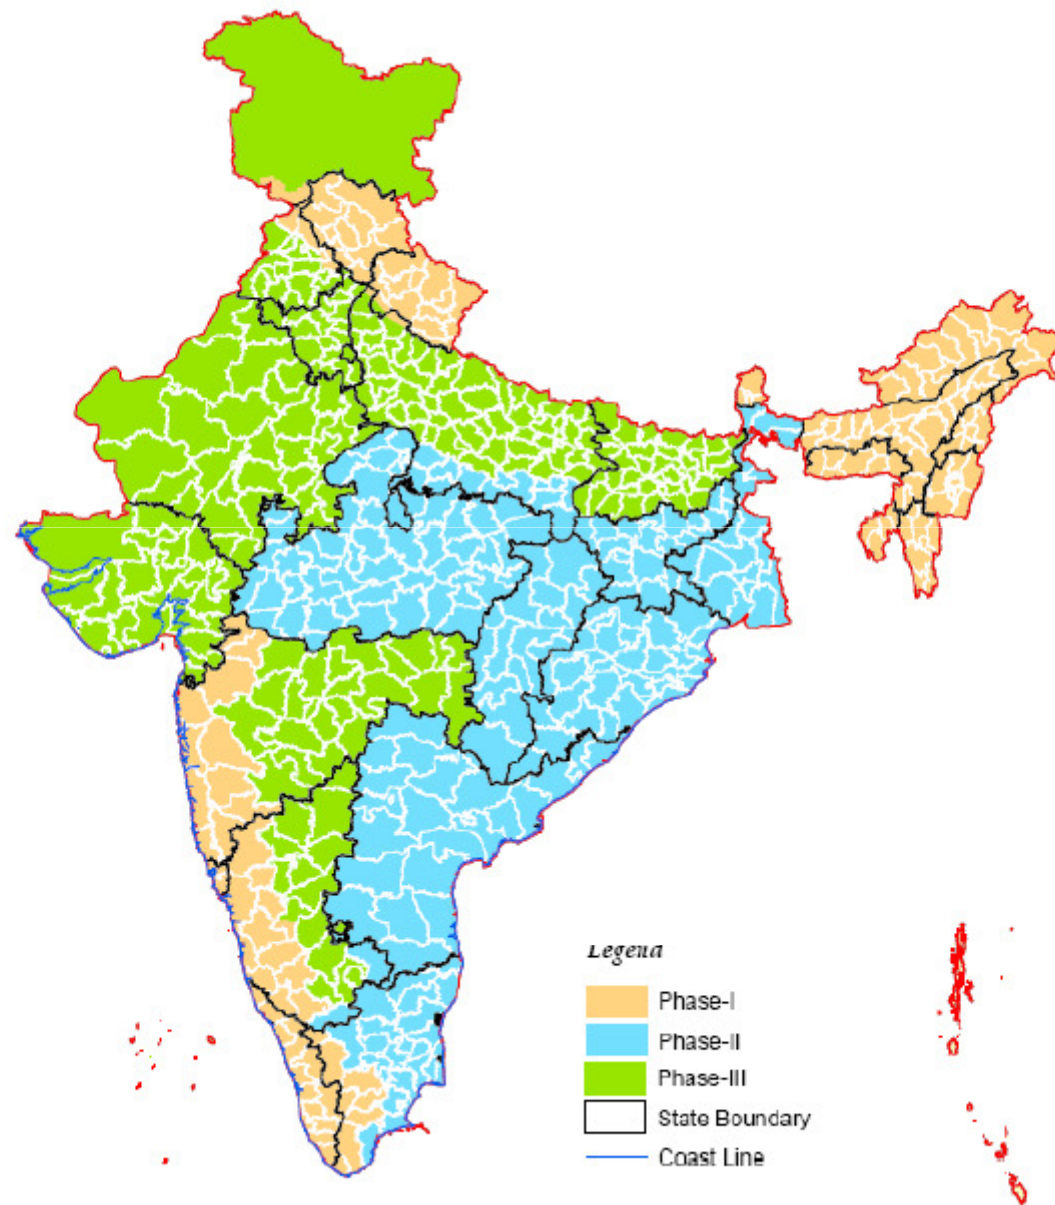 Legend
Phase-I
Phase-II
Phase-III
State Boundary
Coast Line